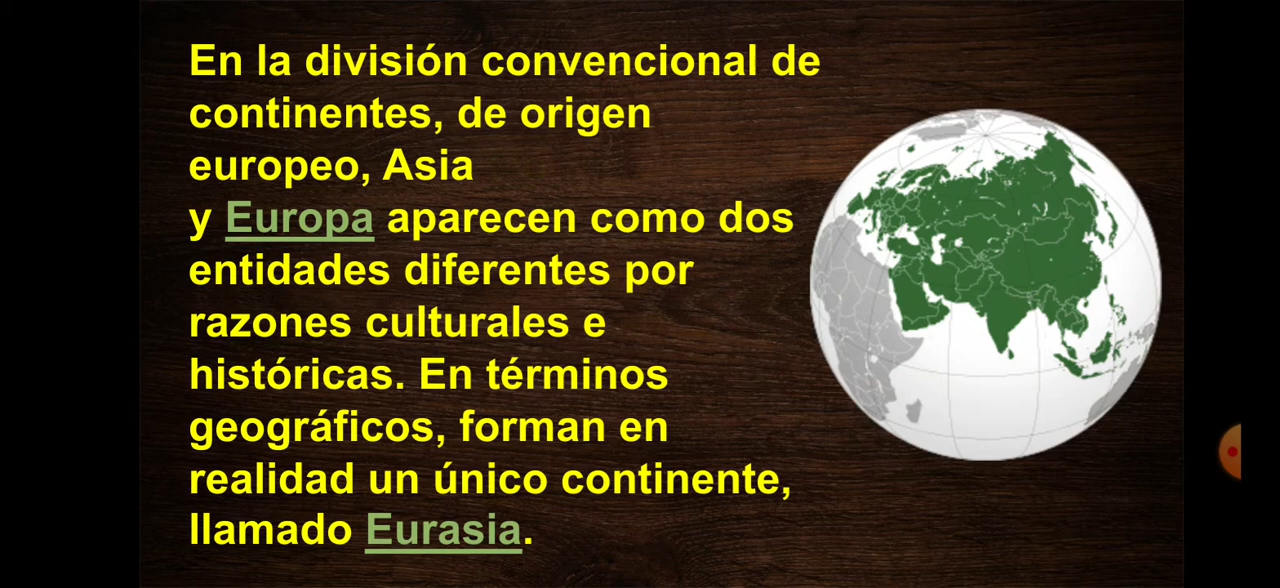 En la división convencional de
continentes, de origen
europeo, Asia
y Europa aparecen como dos
entidades diferentes por
razones culturales e
históricas. En términos
geográficos, forman en
realidad un único continente,
llamado Eurasia.